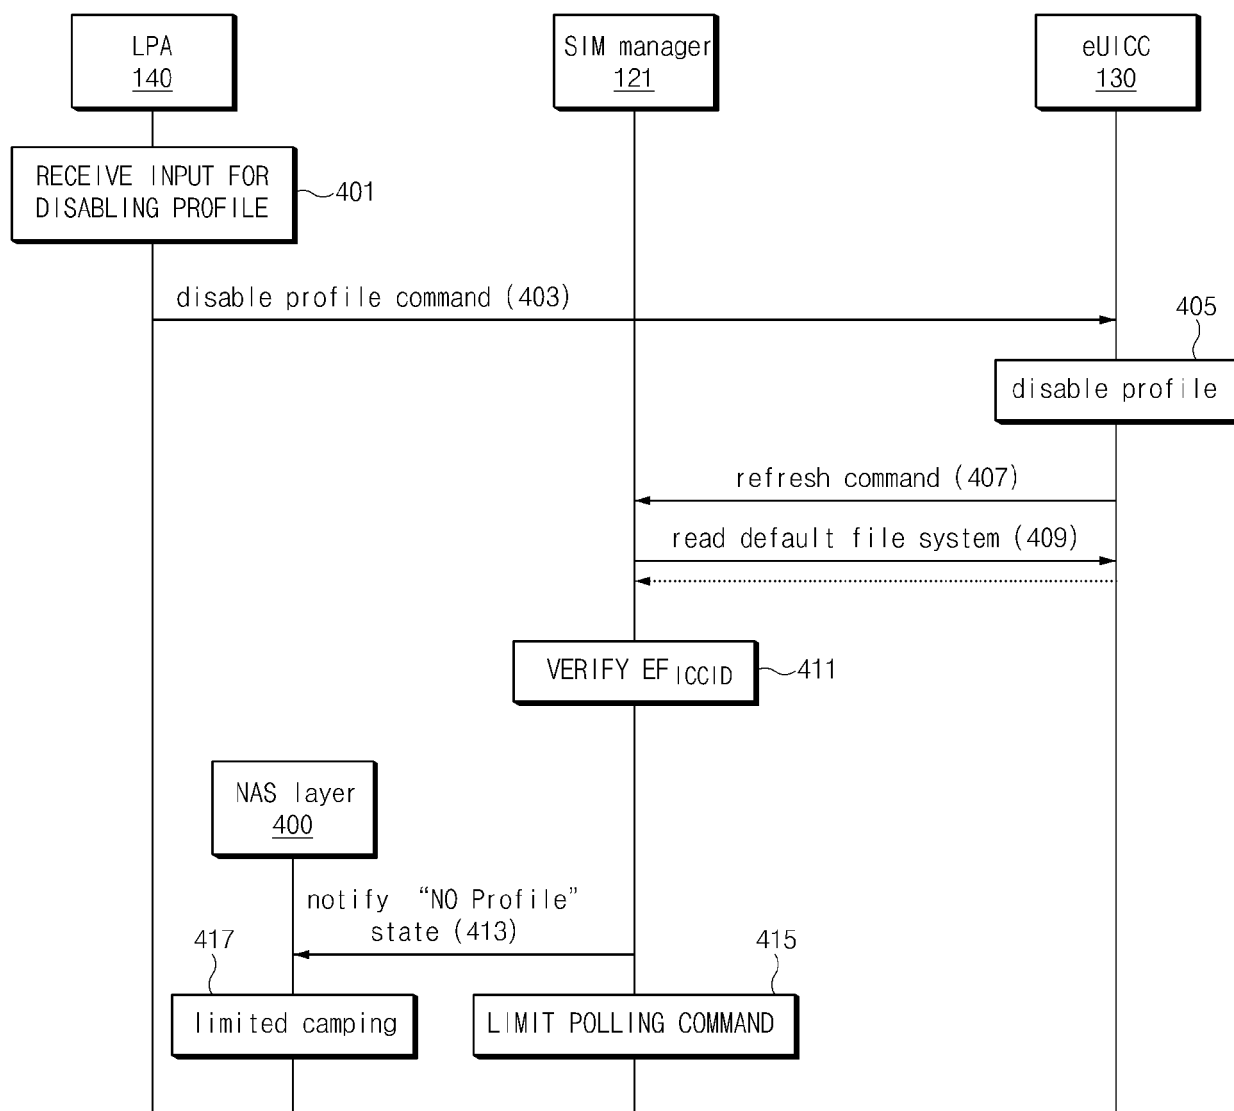 LPA
140
SIM manager
121
eUICC
130
RECEIVE INPUT FOR
DISABLING PROFILE
401
disable profile command (403)
405
disable profile
refresh command (407)
read default file system (409)
VERIFY EF ICCID
411
NAS layer
400
notify “NO Profile”
state (413)
417
415
limited camping
LIMIT POLLING COMMAND